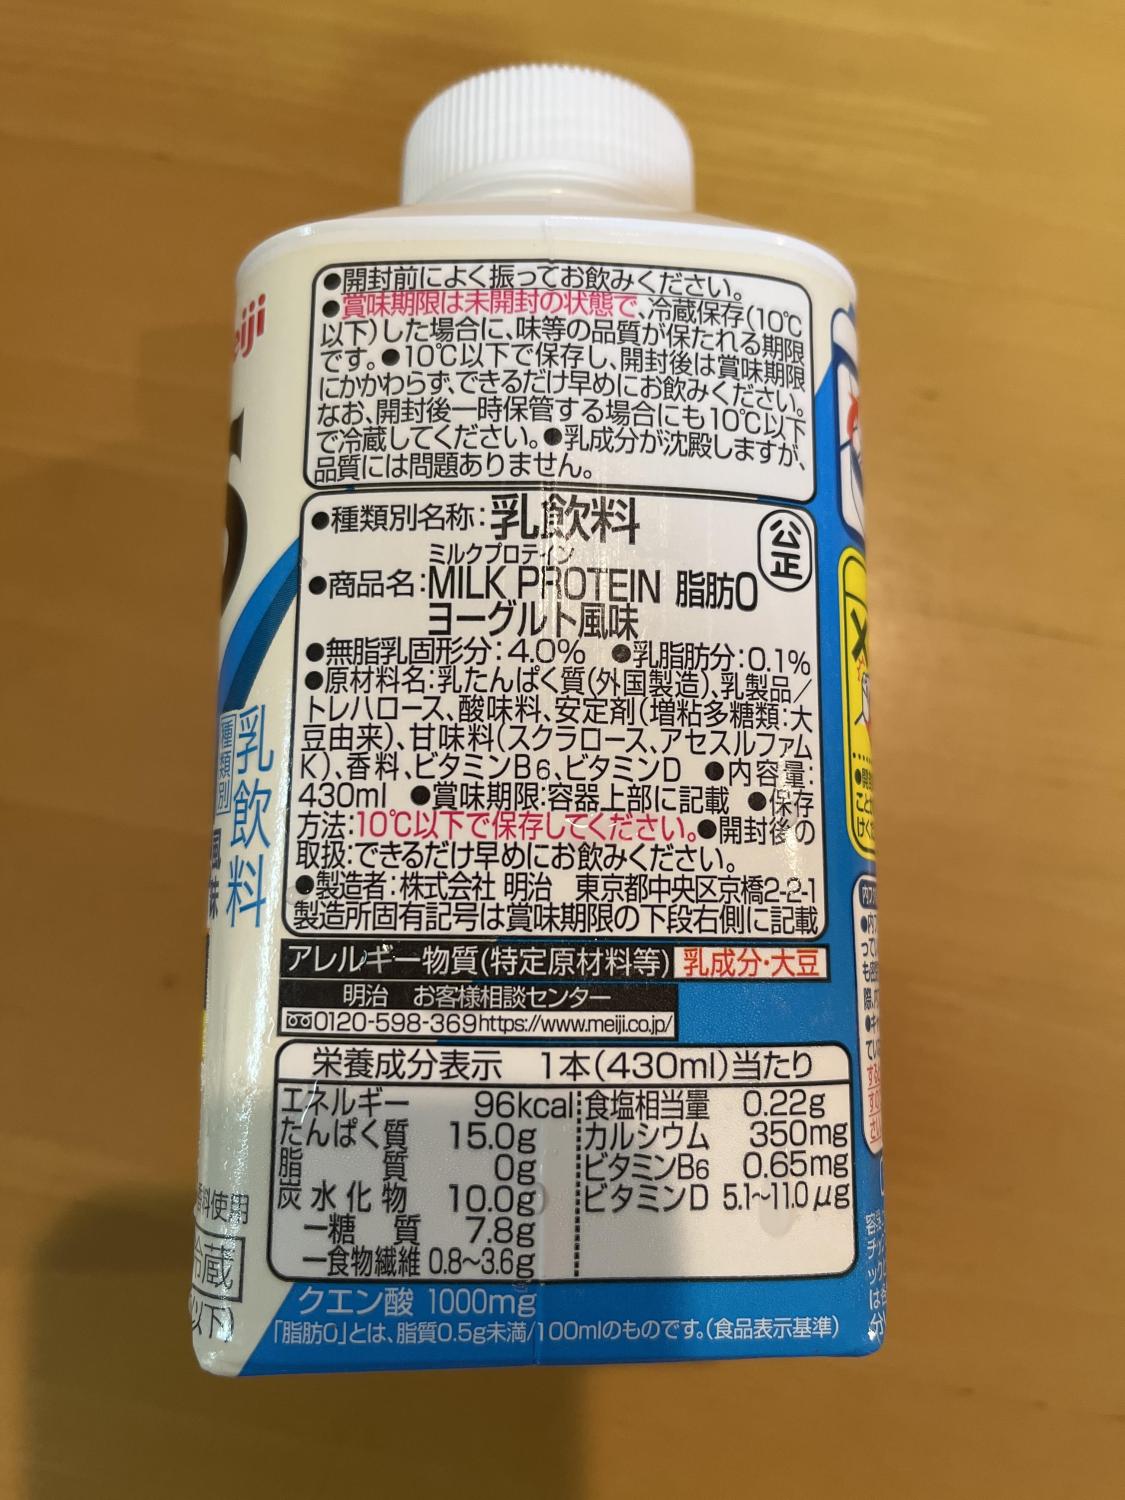 ●開封前によく振ってお飲みください。
●賞味期限は未開封の状態で、冷蔵保存(10℃
以下)した場合に、味等の品質が保たれる期限
です。●10℃以下で保存し、開封後は賞味期限
にかかわらず、できるだけ早めにお飲みください。
なお、開封後一時保管する場合にも10℃以下
で冷蔵してください。●乳成分が沈殿しますが、
品質には問題ありません。
●種類別名称:乳飲料
公正
ミルクプロテイン
●商品名:MILK PROTEIN 脂肪0
ヨーグルト風味
●無脂乳固形分:4.0% ●乳脂肪分:0.1%
●原材料名:乳たんぱく質(外国製造)、乳製品/
トレハロース、酸味料、安定剤(増粘多糖類:大
豆由来)、甘味料(スクラロース、アセスルファム
K)、香料、ビタミンB6、ビタミンD ●内容量:
430ml ●賞味期限:容器上部に記載 ●保存
方法:10℃以下で保存してください。●開封後の
取扱:できるだけ早めにお飲みください。
●製造者:株式会社 明治 東京都中央区京橋2-2-1
製造所固有記号は賞味期限の下段右側に記載
アレルギー物質(特定原材料等) 乳成分・大豆
明治 お客様相談センター
0120-598-369 https://www.meiji.co.jp/
栄養成分表示 1本(430ml)当たり
エネルギー 96kcal 食塩相当量 0.22g
たんぱく質 15.0g カルシウム 350mg
脂質 0g ビタミンB6 0.65mg
炭水化物 10.0g ビタミンD 5.1~11.0μg
ー糖質 7.8g
ー食物繊維 0.8~3.6g
クエン酸 1000mg
「脂肪0」とは、脂質0.5g未満/100mlのものです。(食品表示基準)
eiji
種類別
乳飲料
風味
香料使用
冷蔵
以下)